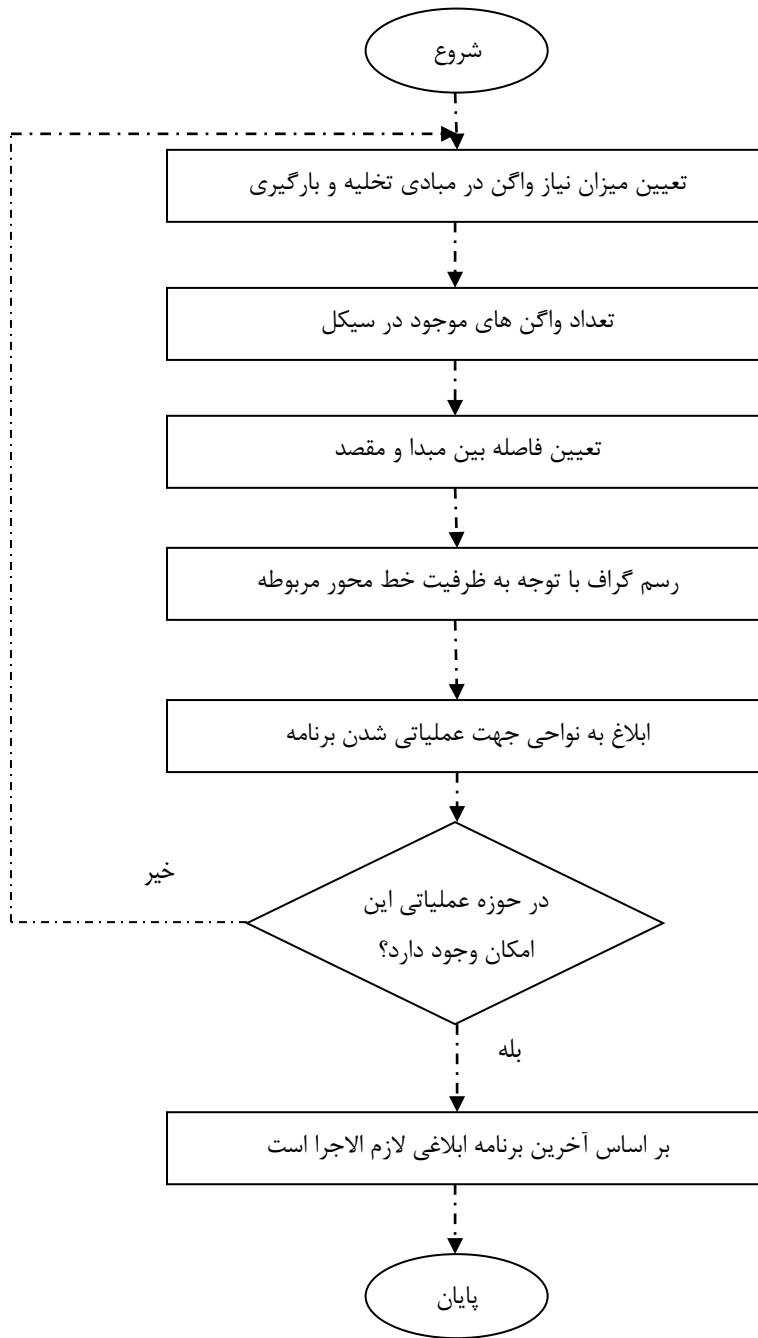 شروع
تعیین میزان نیاز واگن در مبادی تخلیه و بارگیری
تعداد واگن های موجود در سیکل
تعیین فاصله بین مبدا و مقصد
رسم گراف با توجه به ظرفیت خط محور مربوطه
ابلاغ به نواحی جهت عملیاتی شدن برنامه
خیر
در حوزه عملیاتی این
امکان وجود دارد؟
بله
بر اساس آخرین برنامه ابلاغی لازم الاجرا است
پایان